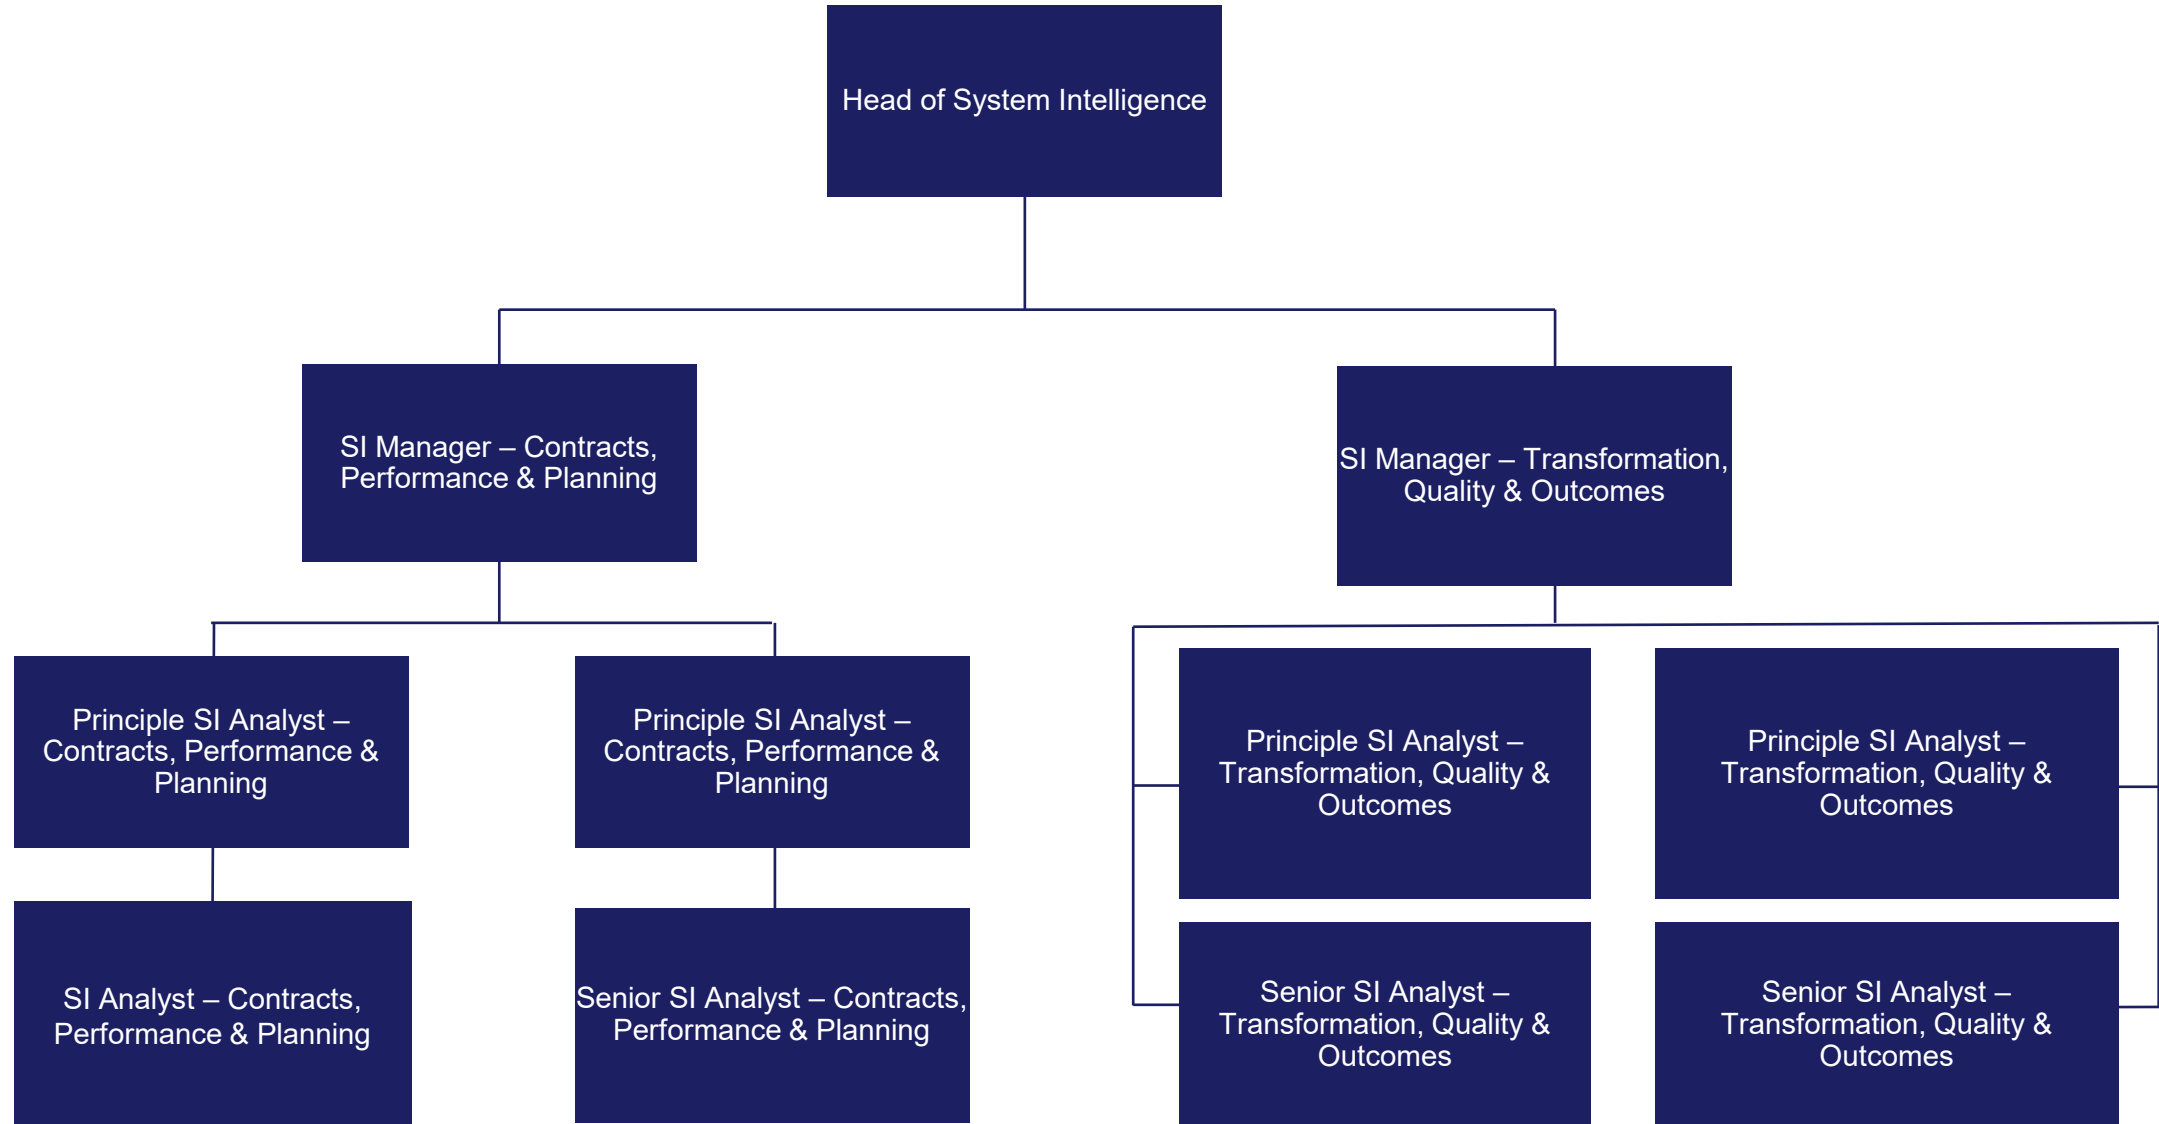 Head of System Intelligence
SI Manager – Contracts,
Performance & Planning
SI Manager – Transformation,
Quality & Outcomes
Principle SI Analyst –
Contracts, Performance &
Planning
Principle SI Analyst –
Contracts, Performance &
Planning
Principle SI Analyst –
Transformation, Quality &
Outcomes
Principle SI Analyst –
Transformation, Quality &
Outcomes
SI Analyst – Contracts,
Performance & Planning
Senior SI Analyst – Contracts,
Performance & Planning
Senior SI Analyst –
Transformation, Quality &
Outcomes
Senior SI Analyst –
Transformation, Quality &
Outcomes